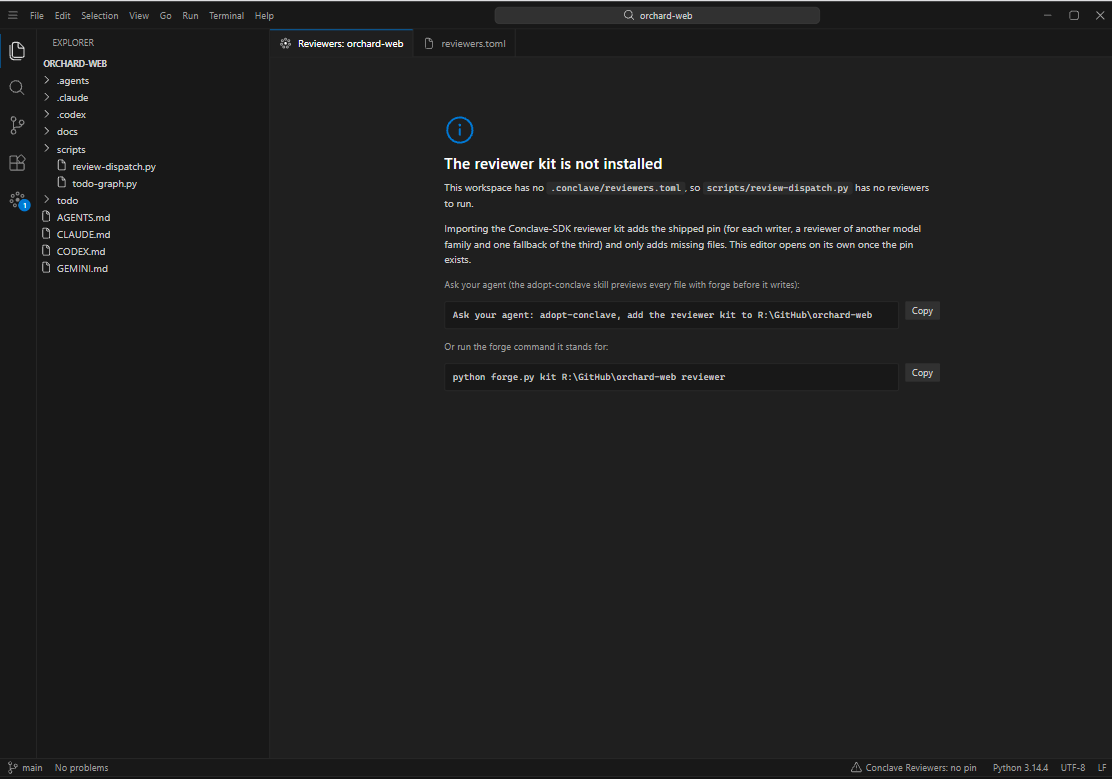 File Edit Selection View Go Run Terminal Help
orchard-web
EXPLORER
ORCHARD-WEB
.agents
.claude
.codex
docs
scripts
review-dispatch.py
todo-graph.py
todo
AGENTS.md
CLAUDE.md
CODEX.md
GEMINI.md
1
Reviewers: orchard-web
reviewers.toml
The reviewer kit is not installed
This workspace has no .conclave/reviewers.toml , so scripts/review-dispatch.py has no reviewers
to run.
Importing the Conclave-SDK reviewer kit adds the shipped pin (for each writer, a reviewer of another model
family and one fallback of the third) and only adds missing files. This editor opens on its own once the pin
exists.
Ask your agent (the adopt-conclave skill previews every file with forge before it writes):
Ask your agent: adopt-conclave, add the reviewer kit to R:\GitHub\orchard-web
Copy
Or run the forge command it stands for:
python forge.py kit R:\GitHub\orchard-web reviewer
Copy
main No problems
Conclave Reviewers: no pin Python 3.14.4 UTF-8 LF